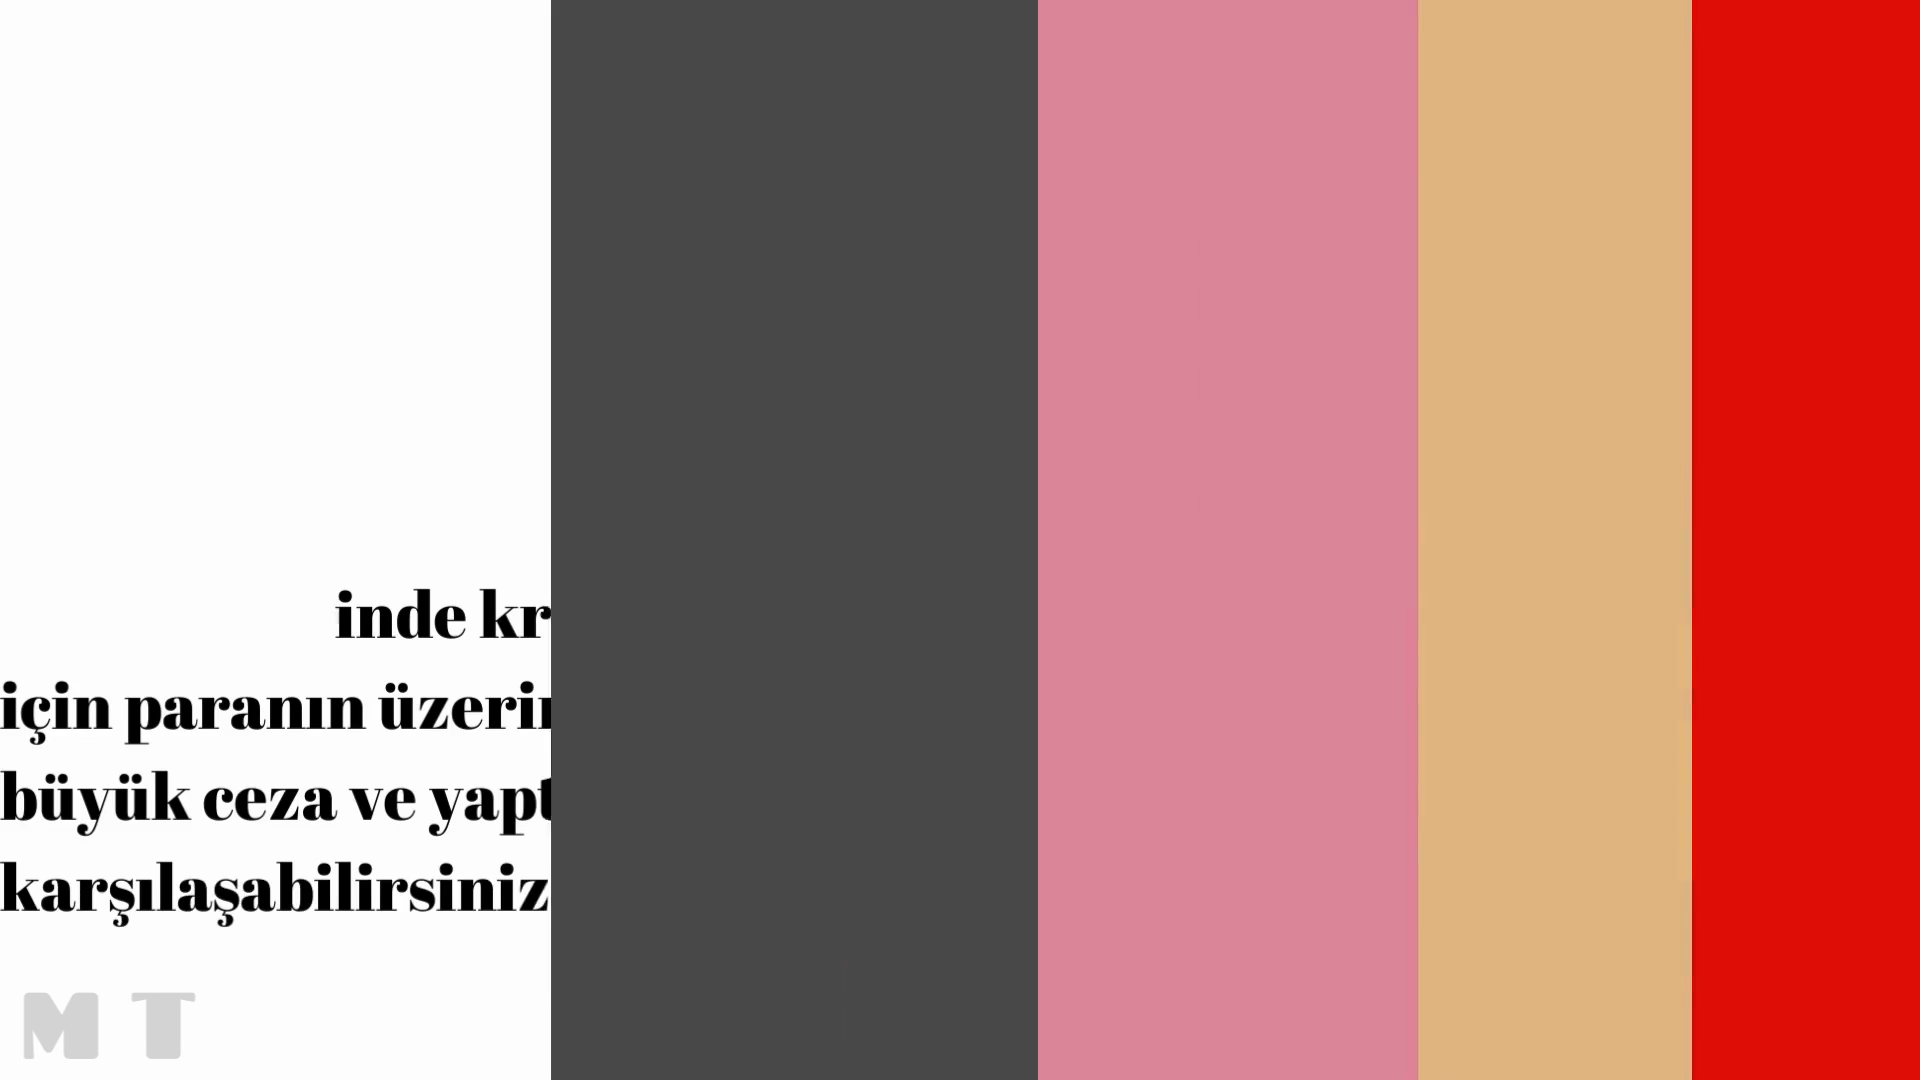 inde kr
için paranın üzerin
büyük ceza ve yapt
karşılaşabilirsiniz
M T